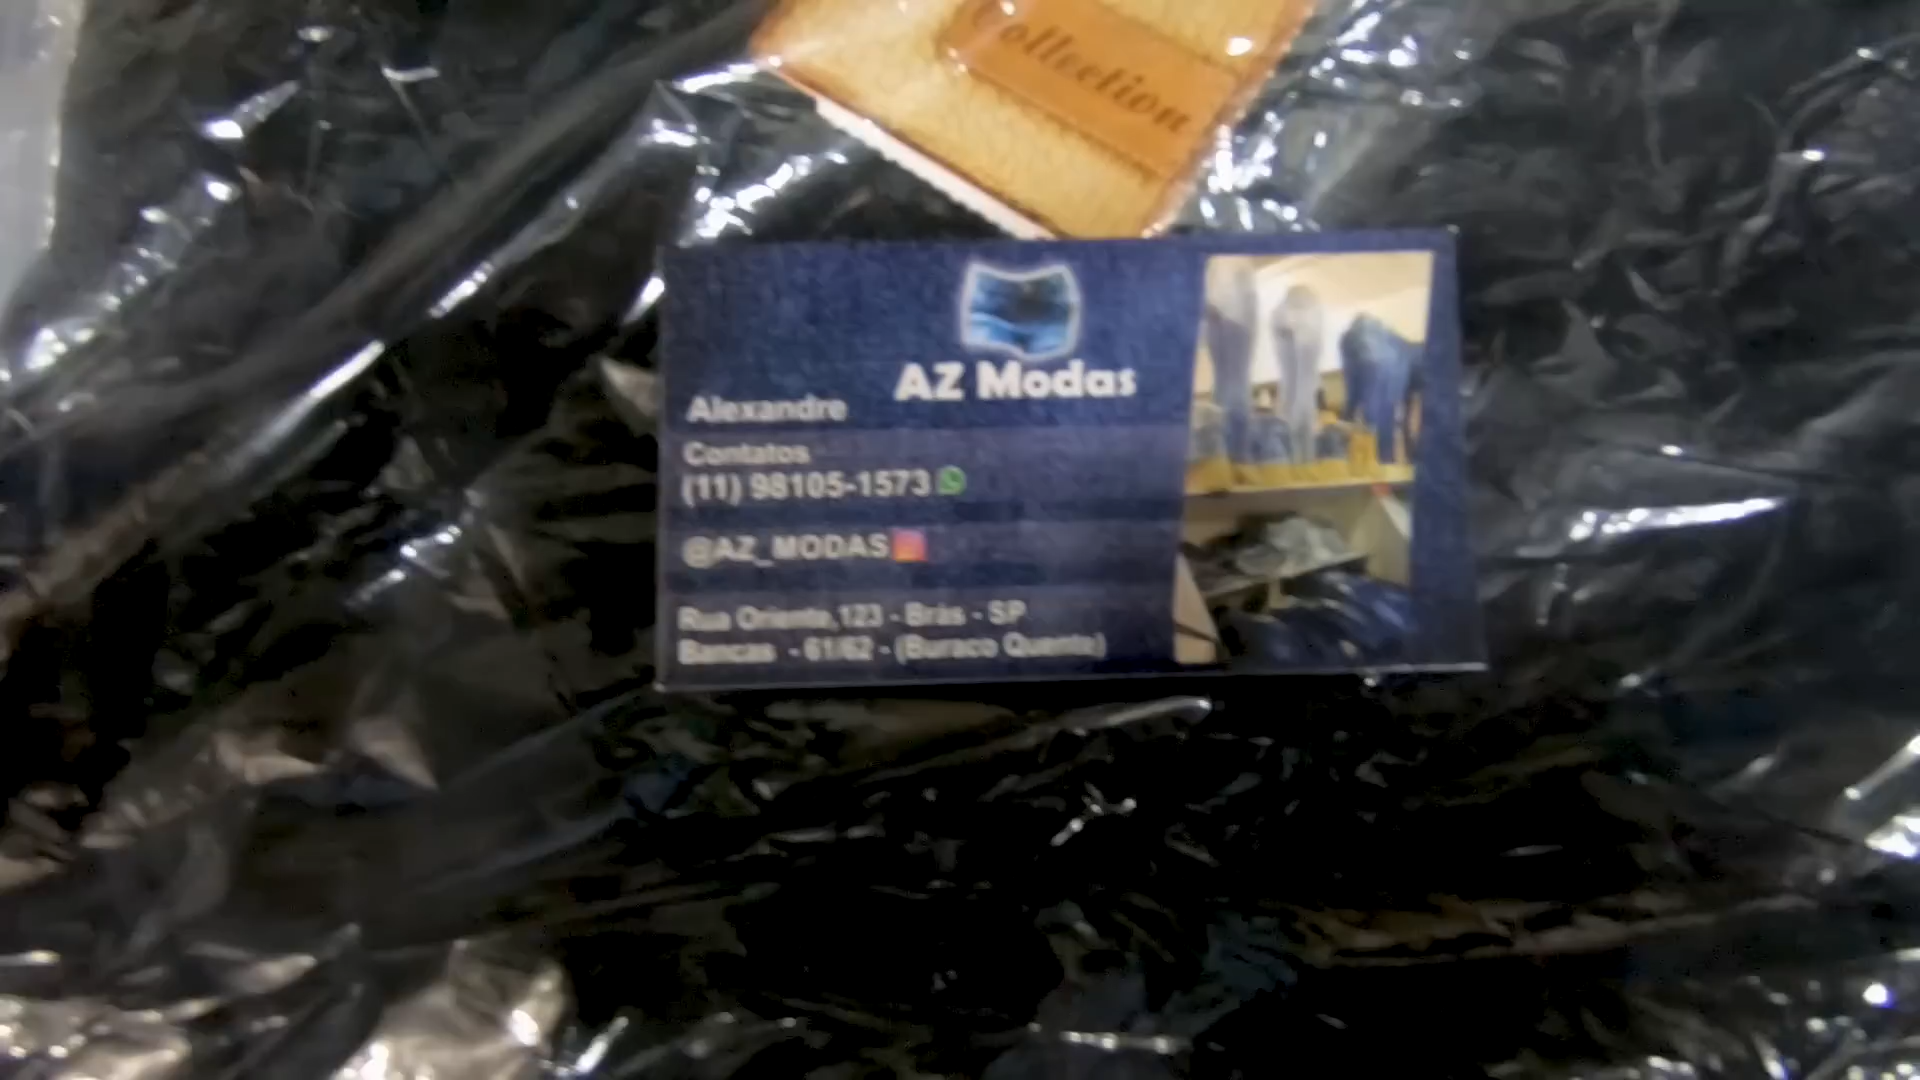 Collection
AZ Modas
Alexandre
Contatos
(11) 98105-1573
@AZ_MODAS
Rua Oriente,123 - Brás - SP
Bancas - 61/62 - (Buraco Quente)